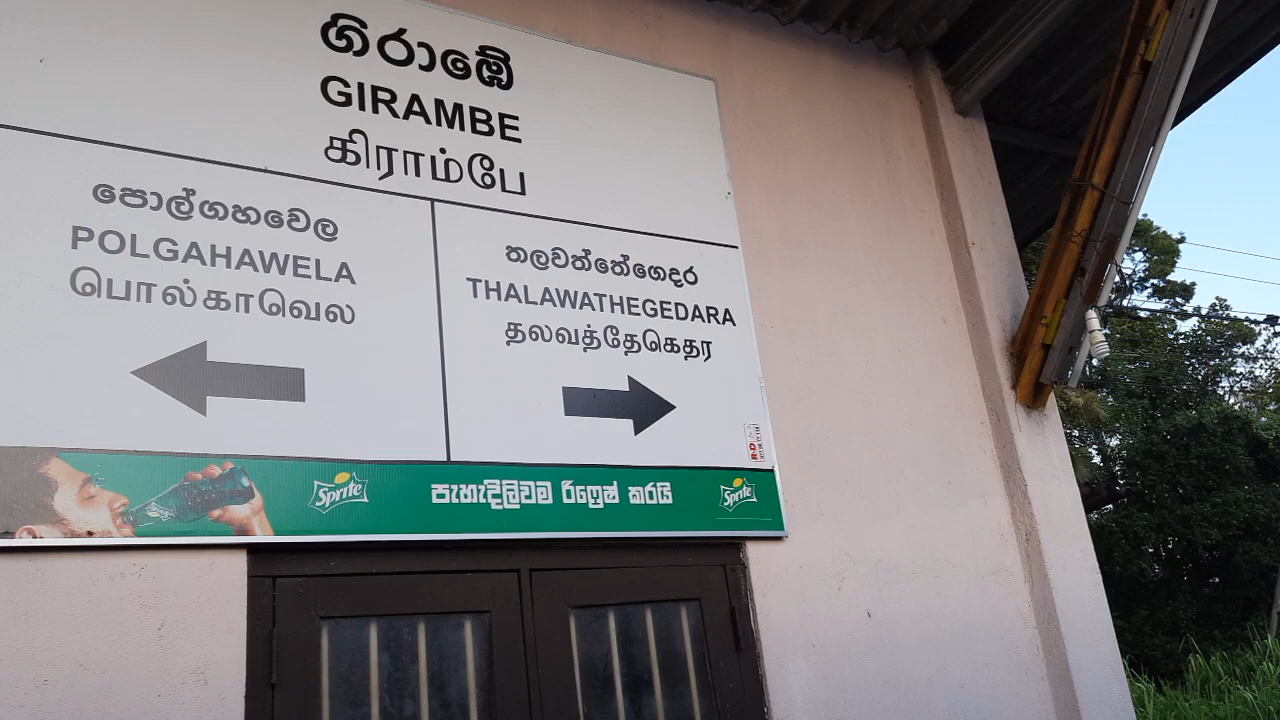 ගිරාඹේ
GIRAMBE
கிராம்பே
පොල්ගහවෙල
POLGAHAWELA
பொல்காவெல
තලවත්තේගෙදර
THALAWATHEGEDARA
தலவத்தேகெதர
Sprite
පැහැදිලිවම රිෆ්‍රෙෂ් කරයි
Sprite